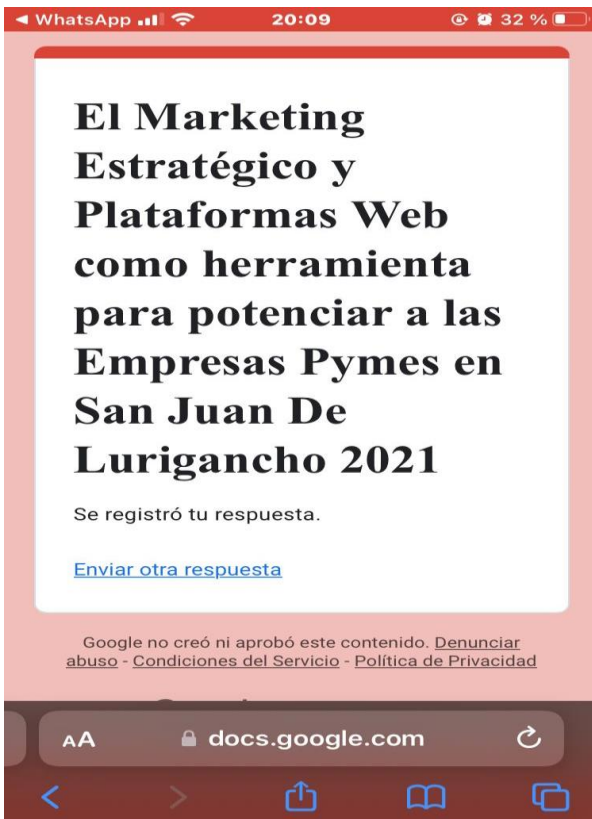 ◀ WhatsApp 20:09 32 %
El Marketing
Estratégico y
Plataformas Web
como herramienta
para potenciar a las
Empresas Pymes en
San Juan De
Lurigancho 2021
Se registró tu respuesta.
Enviar otra respuesta
Google no creó ni aprobó este contenido. Denunciar
abuso - Condiciones del Servicio - Política de Privacidad
AA docs.google.com